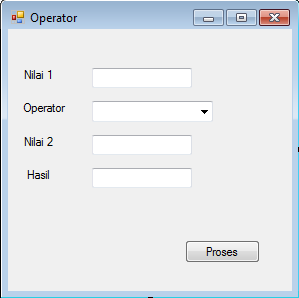 Operator
Nilai 1
Operator
Nilai 2
Hasil
Proses